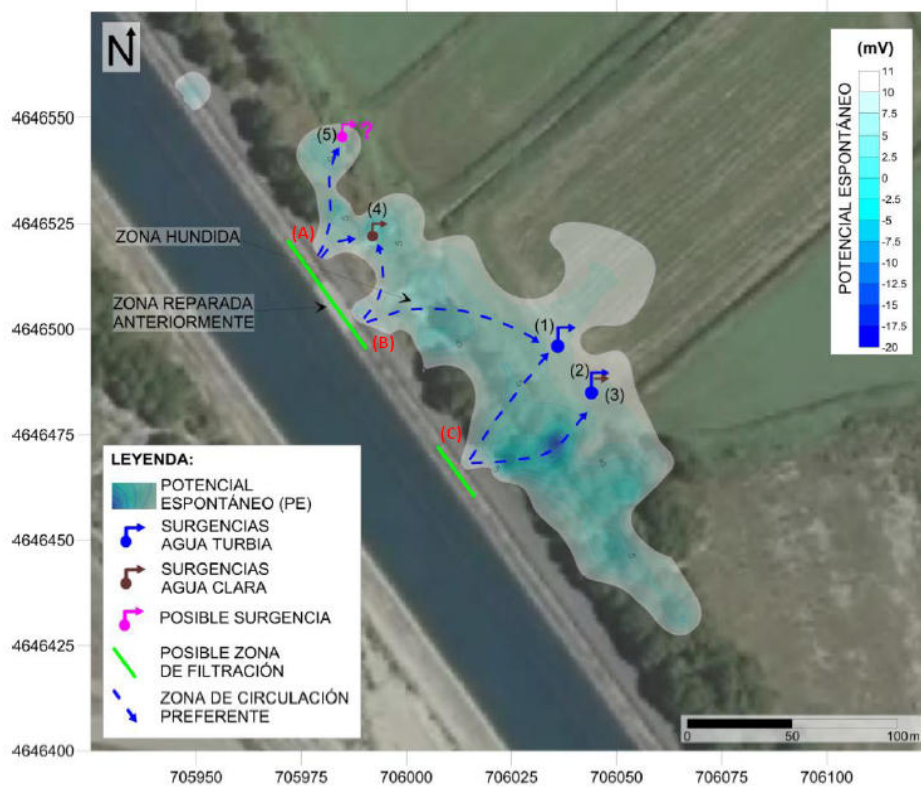 N
(mV)
11
10
7.5
5
2.5
0
-2.5
-5
-10
-15
-20
POTENCIAL ESPONTÁNEO
4646550
4646525
4646500
4646475
4646450
4646425
4646400
(5)
?
(4)
(A)
ZONA HUNDIDA
ZONA REPARADA
ANTERIORMENTE
(B)
(1)
(2)
(3)
(C)
5
5
5
5
5
5
LEYENDA:
POTENCIAL
ESPONTÁNEO (PE)
SURGENCIAS
AGUA TURBIA
SURGENCIAS
AGUA CLARA
POSIBLE SURGENCIA
POSIBLE ZONA
DE FILTRACIÓN
ZONA DE CIRCULACIÓN
PREFERENTE
0 50 100m
705950 705975 706000 706025 706050 706075 706100